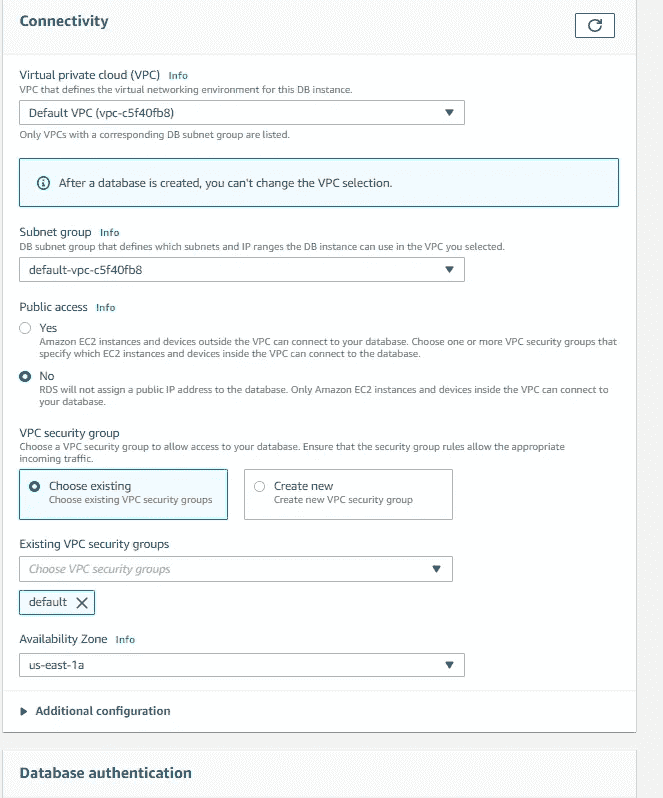 Connectivity
Virtual private cloud (VPC) Info
VPC that defines the virtual networking environment for this DB instance.
Default VPC (vpc-c5f40fb8)
Only VPCs with a corresponding DB subnet group are listed.
After a database is created, you can't change the VPC selection.
Subnet group Info
DB subnet group that defines which subnets and IP ranges the DB instance can use in the VPC you selected.
default-vpc-c5f40fb8
Public access Info
Yes
Amazon EC2 instances and devices outside the VPC can connect to your database. Choose one or more VPC security groups that
specify which EC2 instances and devices inside the VPC can connect to the database.
No
RDS will not assign a public IP address to the database. Only Amazon EC2 instances and devices inside the VPC can connect to
your database.
VPC security group
Choose a VPC security group to allow access to your database. Ensure that the security group rules allow the appropriate
incoming traffic.
Choose existing
Choose existing VPC security groups
Create new
Create new VPC security group
Existing VPC security groups
Choose VPC security groups
default
Availability Zone Info
us-east-1a
Additional configuration
Database authentication